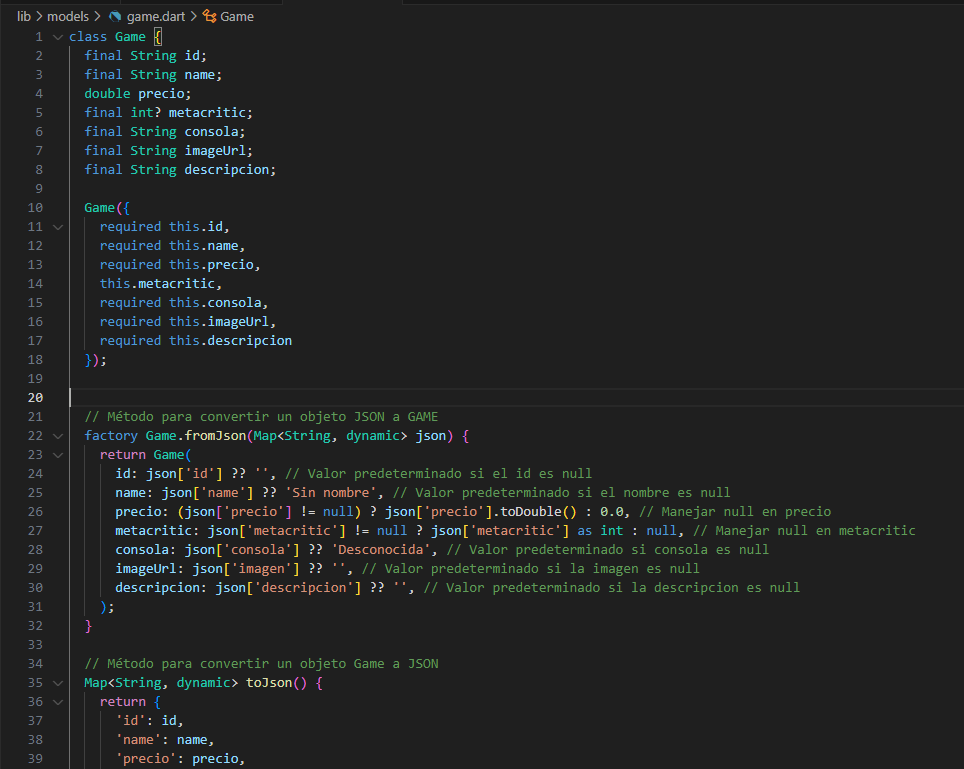 lib > models > game.dart > Game
1 class Game {
2   final String id;
3   final String name;
4   double precio;
5   final int? metacritic;
6   final String consola;
7   final String imageUrl;
8   final String descripcion;
9
10   Game({
11     required this.id,
12     required this.name,
13     required this.precio,
14     this.metacritic,
15     required this.consola,
16     required this.imageUrl,
17     required this.descripcion
18   });
19
20
21   // Método para convertir un objeto JSON a GAME
22   factory Game.fromJson(Map<String, dynamic> json) {
23     return Game(
24       id: json['id'] ?? '', // Valor predeterminado si el id es null
25       name: json['name'] ?? 'Sin nombre', // Valor predeterminado si el nombre es null
26       precio: (json['precio'] != null) ? json['precio'].toDouble() : 0.0, // Manejar null en precio
27       metacritic: json['metacritic'] != null ? json['metacritic'] as int : null, // Manejar null en metacritic
28       consola: json['consola'] ?? 'Desconocida', // Valor predeterminado si consola es null
29       imageUrl: json['imagen'] ?? '', // Valor predeterminado si la imagen es null
30       descripcion: json['descripcion'] ?? '', // Valor predeterminado si la descripcion es null
31     );
32   }
33
34   // Método para convertir un objeto Game a JSON
35   Map<String, dynamic> toJson() {
36     return {
37       'id': id,
38       'name': name,
39       'precio': precio,